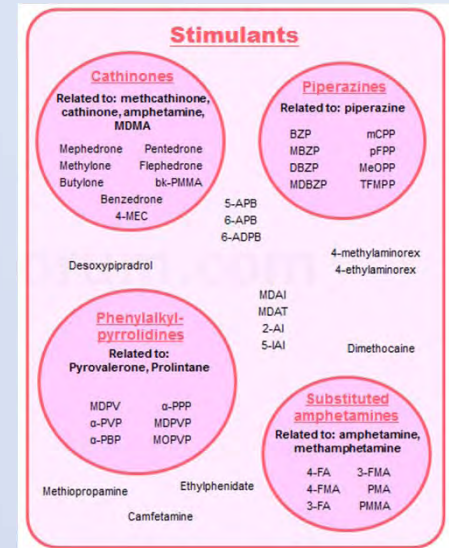 Stimulants
Cathinones
Related to: methcathinone,
cathinone, amphetamine,
MDMA
Mephedrone Pentedrone
Methylone Flephedrone
Butylone bk-PMMA
Benzedrone
4-MEC
Piperazines
Related to: piperazine
BZP mCPP
MBZP pFPP
DBZP MeOPP
MDBZP TFMPP
5-APB
6-APB
6-ADPB
Desoxypipradrol
4-methylaminorex
4-ethylaminorex
MDAI
MDAT
2-AI
5-IAI
Dimethocaine
Phenylalkyl-
pyrrolidines
Related to:
Pyrovalerone, Prolintane
MDPV α-PPP
α-PVP MDPVP
α-PBP MOPVP
Substituted
amphetamines
Related to: amphetamine,
methamphetamine
4-FA 3-FMA
4-FMA PMA
3-FA PMMA
Methiopropamine
Ethylphenidate
Camfetamine